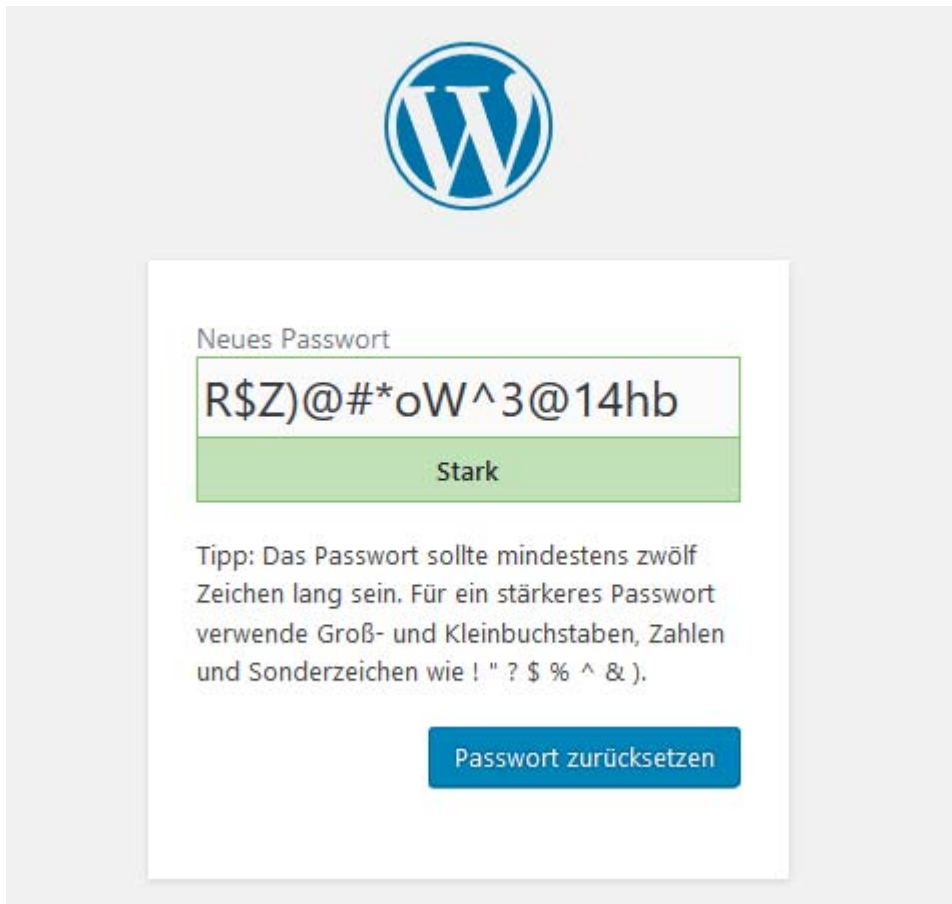 Neues Passwort
R$Z)@#*oW^3@14hb
Stark
Tipp: Das Passwort sollte mindestens zwölf
Zeichen lang sein. Für ein stärkeres Passwort
verwende Groß- und Kleinbuchstaben, Zahlen
und Sonderzeichen wie ! " ? $ % ^ & ).
Passwort zurücksetzen